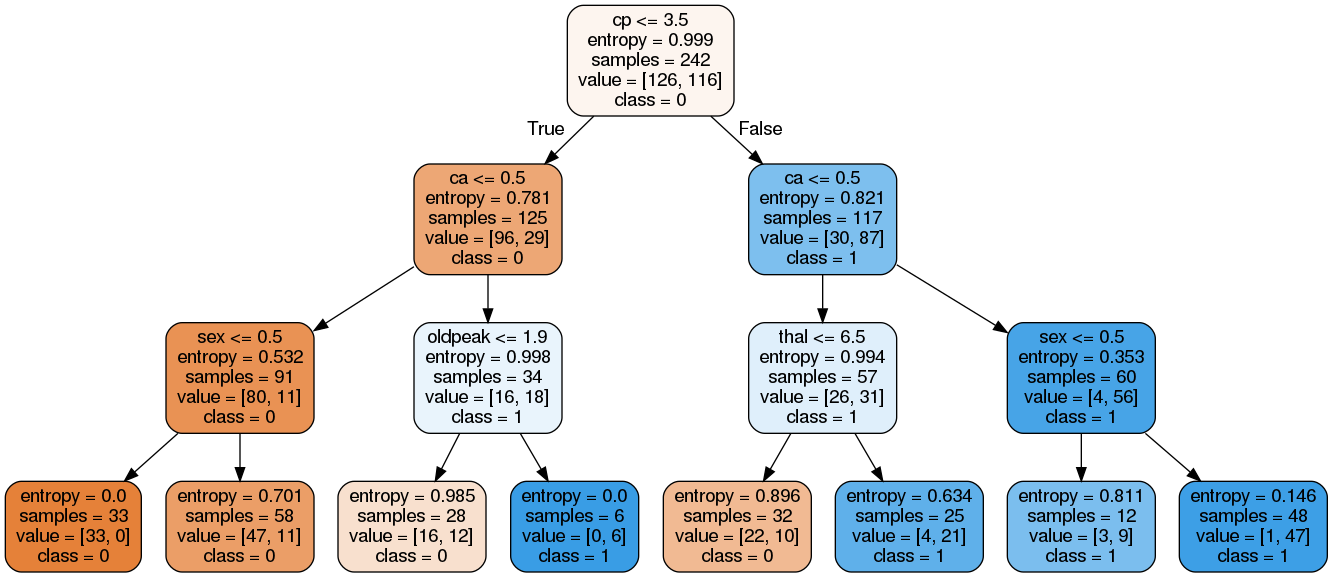 cp <= 3.5
entropy = 0.999
samples = 242
value = [126, 116]
class = 0
True
False
ca <= 0.5
entropy = 0.781
samples = 125
value = [96, 29]
class = 0
ca <= 0.5
entropy = 0.821
samples = 117
value = [30, 87]
class = 1
sex <= 0.5
entropy = 0.532
samples = 91
value = [80, 11]
class = 0
oldpeak <= 1.9
entropy = 0.998
samples = 34
value = [16, 18]
class = 1
thal <= 6.5
entropy = 0.994
samples = 57
value = [26, 31]
class = 1
sex <= 0.5
entropy = 0.353
samples = 60
value = [4, 56]
class = 1
entropy = 0.0
samples = 33
value = [33, 0]
class = 0
entropy = 0.701
samples = 58
value = [47, 11]
class = 0
entropy = 0.985
samples = 28
value = [16, 12]
class = 0
entropy = 0.0
samples = 6
value = [0, 6]
class = 1
entropy = 0.896
samples = 32
value = [22, 10]
class = 0
entropy = 0.634
samples = 25
value = [4, 21]
class = 1
entropy = 0.811
samples = 12
value = [3, 9]
class = 1
entropy = 0.146
samples = 48
value = [1, 47]
class = 1